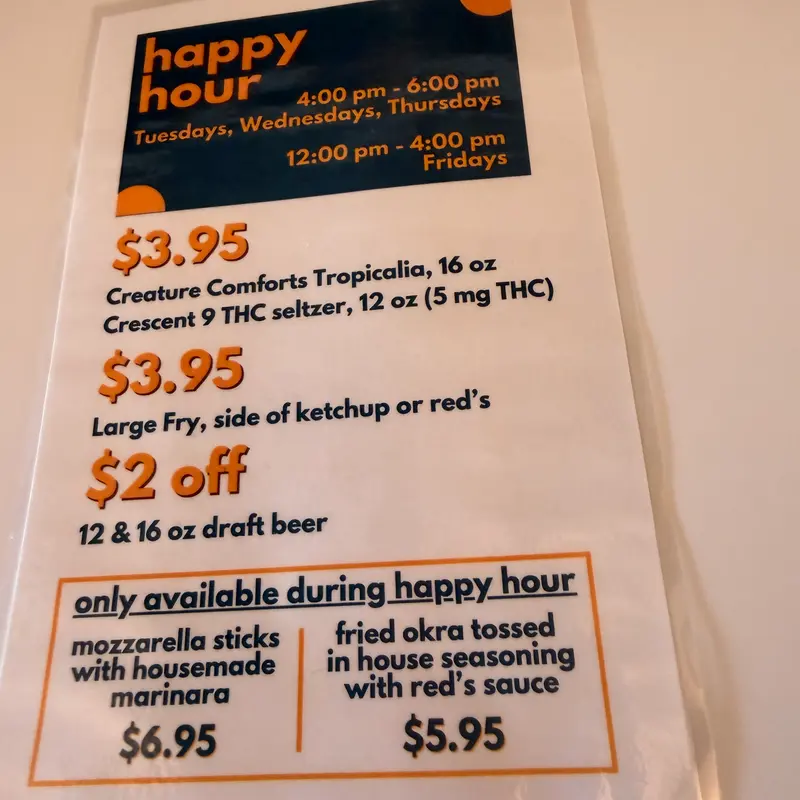 happy
hour
4:00 pm - 6:00 pm
Tuesdays, Wednesdays, Thursdays
12:00 pm - 4:00 pm
Fridays
$3.95
Creature Comforts Tropicalia, 16 oz
Crescent 9 THC seltzer, 12 oz (5 mg THC)
$3.95
Large Fry, side of ketchup or red's
$2 off
12 & 16 oz draft beer
only available during happy hour
mozzarella sticks
with housemade
marinara
$6.95
fried okra tossed
in house seasoning
with red's sauce
$5.95